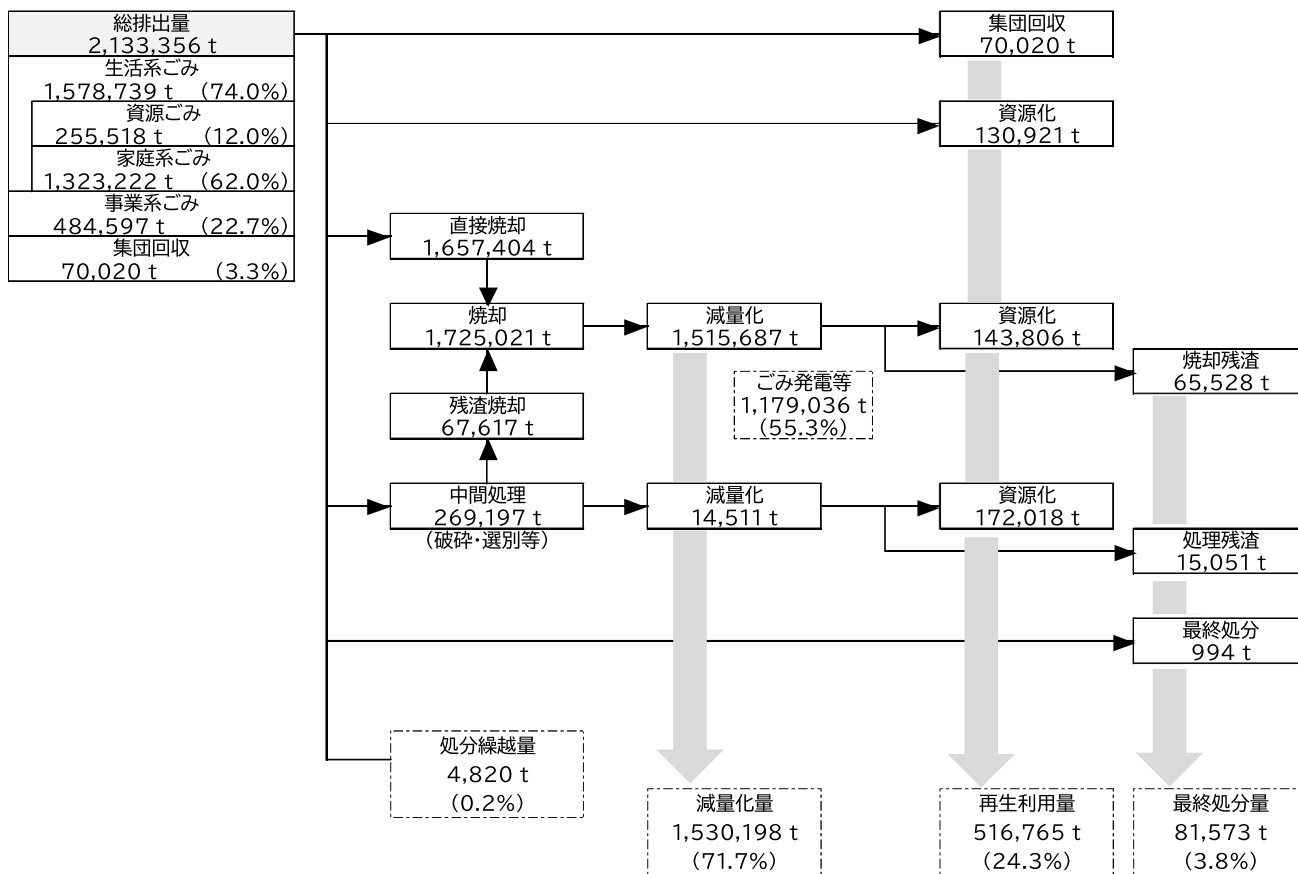 総排出量
2,133,356 t
生活系ごみ
1,578,739 t (74.0%)
資源ごみ
255,518 t (12.0%)
家庭系ごみ
1,323,222 t (62.0%)
事業系ごみ
484,597 t (22.7%)
集団回収
70,020 t (3.3%)
集団回収
70,020 t
資源化
130,921 t
直接焼却
1,657,404 t
焼却
1,725,021 t
減量化
1,515,687 t
資源化
143,806 t
焼却残渣
65,528 t
ごみ発電等
1,179,036 t
(55.3%)
残渣焼却
67,617 t
中間処理
269,197 t
(破砕・選別等)
減量化
14,511 t
資源化
172,018 t
処理残渣
15,051 t
最終処分
994 t
処分繰越量
4,820 t
(0.2%)
減量化量
1,530,198 t
(71.7%)
再生利用量
516,765 t
(24.3%)
最終処分量
81,573 t
(3.8%)